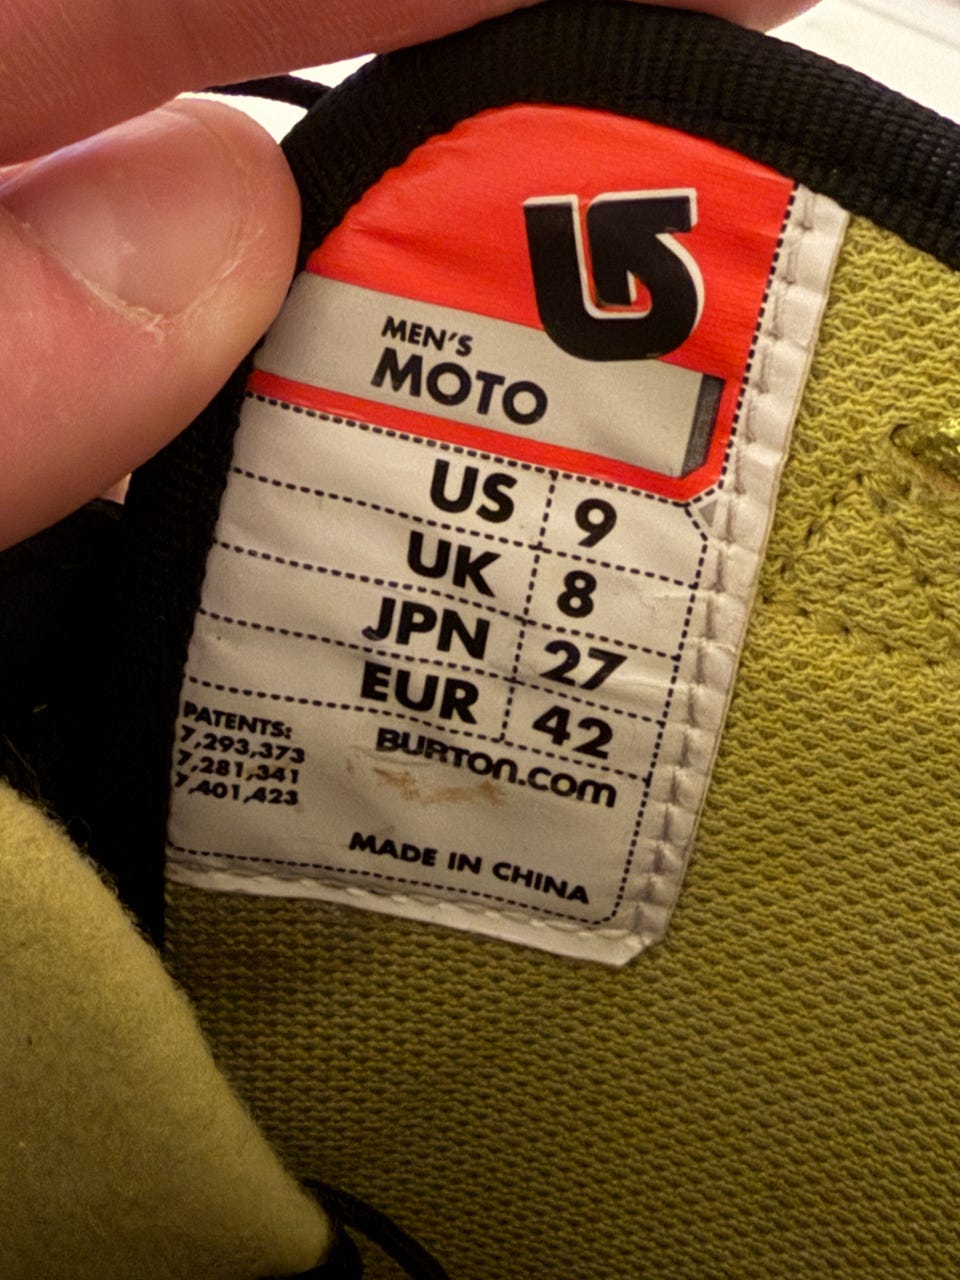 MEN'S
MOTO
US 9
UK 8
JPN 27
EUR 42
PATENTS:
7,293,373
7,281,341
7,401,423
BURTON.COM
MADE IN CHINA